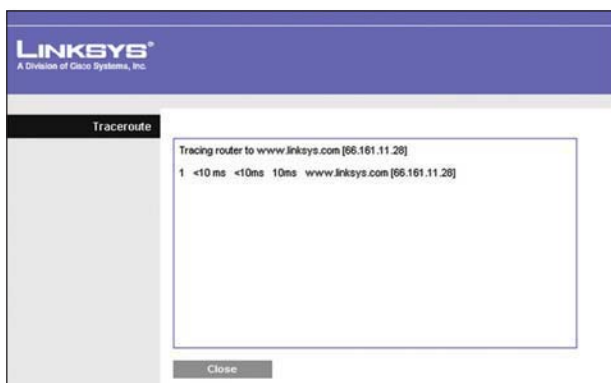 LINKSYS®
A Division of Cisco Systems, Inc.
Traceroute
Tracing router to www.linksys.com [66.161.11.28]
1 <10 ms <10ms 10ms www.linksys.com [66.161.11.28]
Close